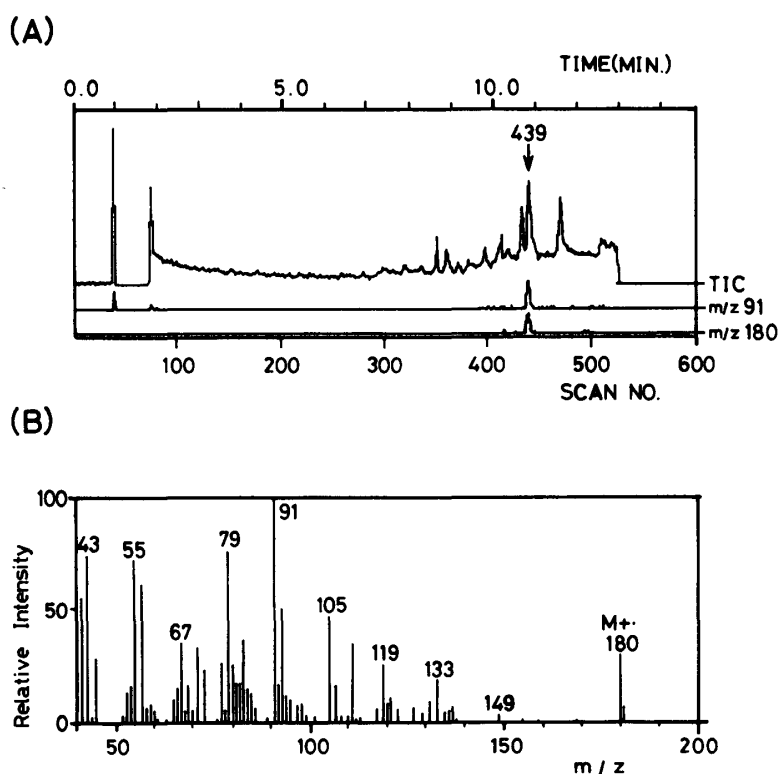 (A)
TIME(MIN.)
0.0 5.0 10.0
439
TIC
m/z 91
m/z 180
100 200 300 400 500 600
SCAN NO.
(B)
100
50
0
Relative Intensity
43
55
67
79
91
105
119
133
149
M+·
180
50 100 150 200
m / z